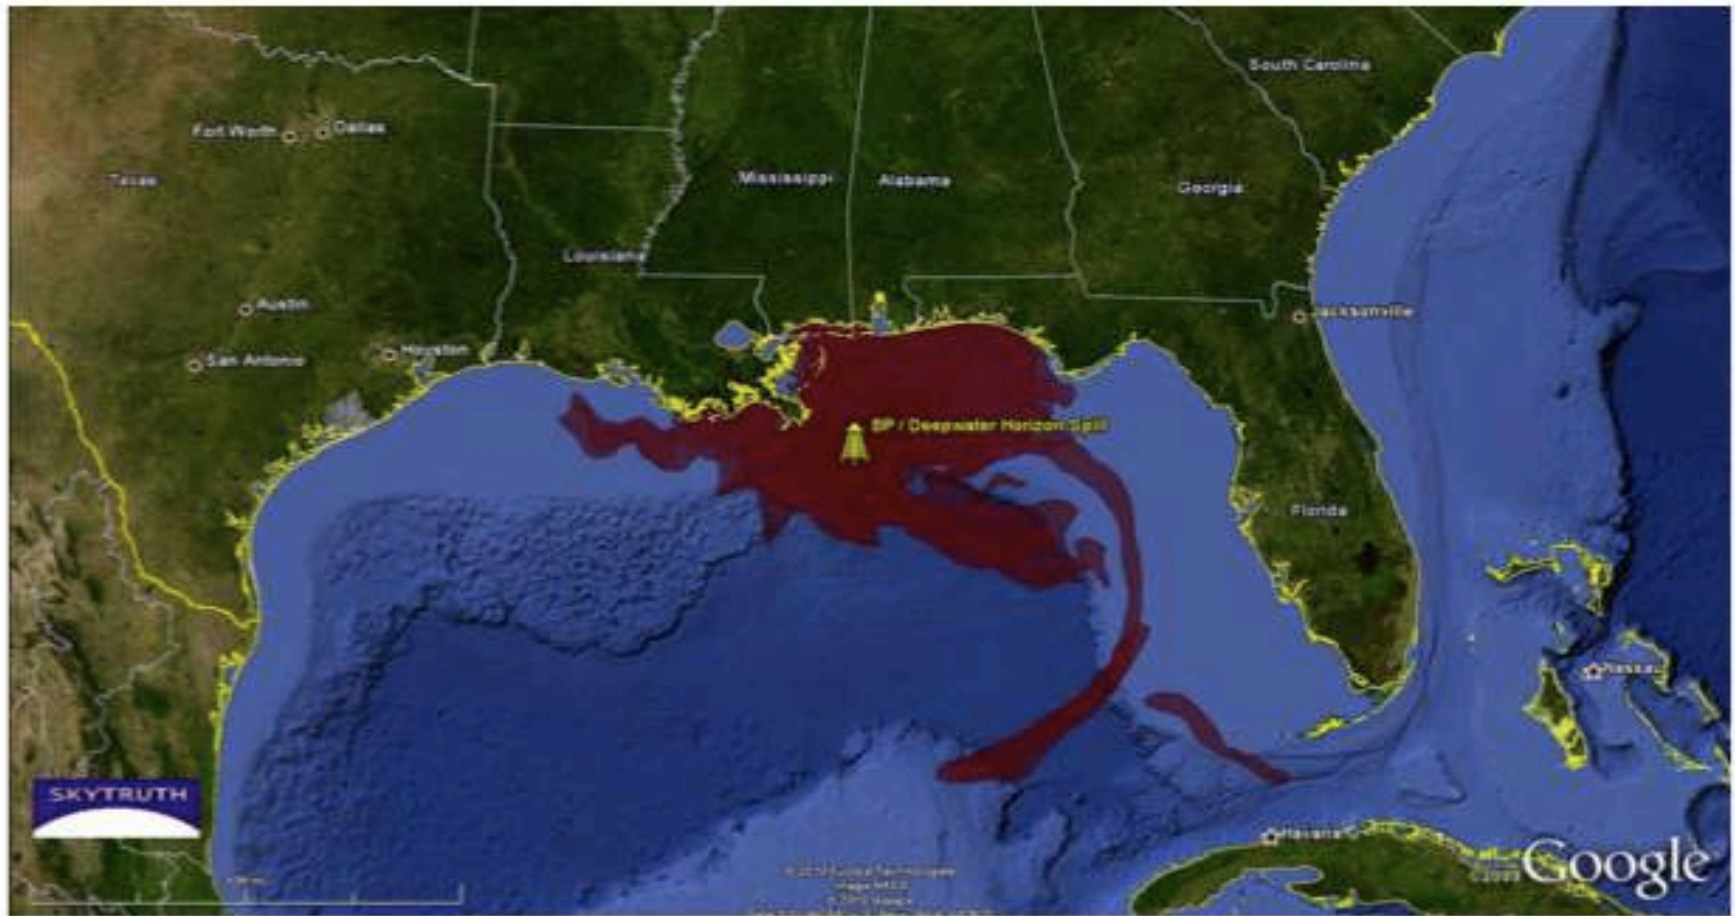 South Carolina
Fort Worth
Dallas
Texas
Mississippi
Alabama
Georgia
Louisiana
Austin
Jacksonville
Houston
San Antonio
BP / Deepwater Horizon Spill
Florida
Nassau
SKYTRUTH
Havana
Google